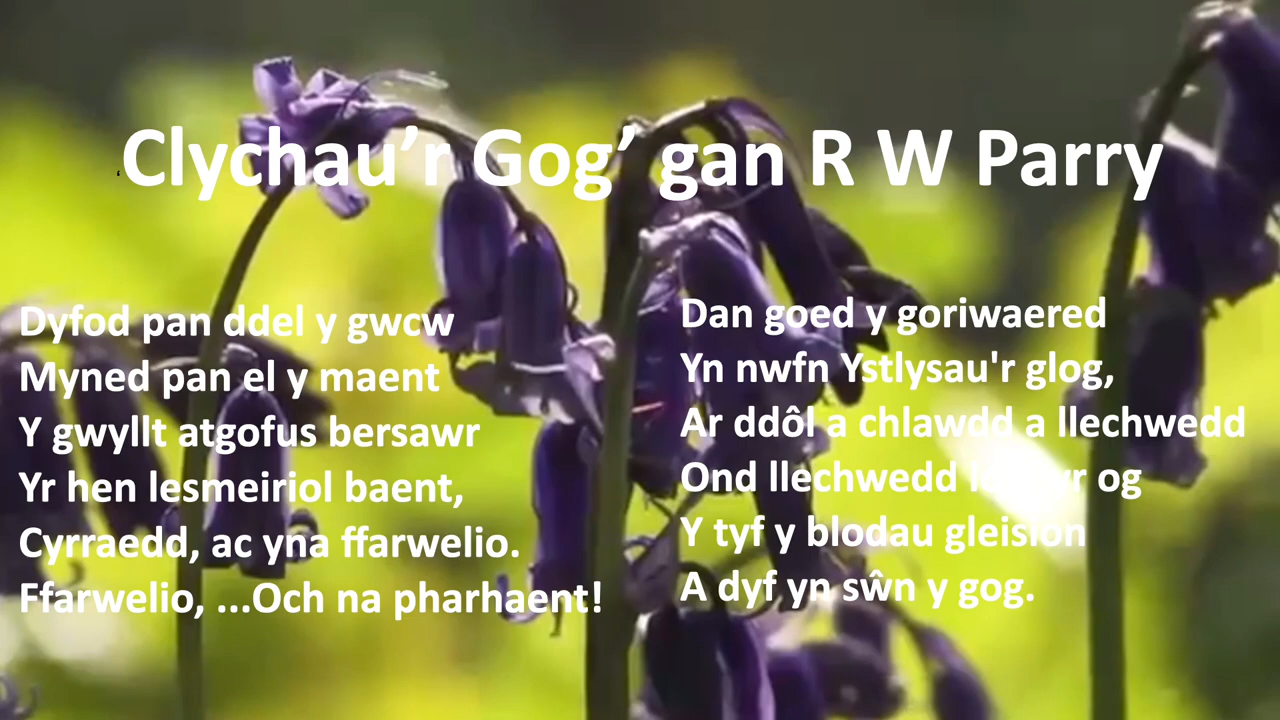 ‘Clychau’r Gog’ gan R W Parry
Dyfod pan ddel y gwcw
Myned pan el y maent
Y gwyllt atgofus bersawr
Yr hen lesmeiriol baent,
Cyrraedd, ac yna ffarwelio.
Ffarwelio, ...Och na pharhaent!
Dan goed y goriwaered
Yn nwfn Ystlysau'r glog,
Ar ddôl a chlawdd a llechwedd
Ond llechwedd og
Y tyf y blodau gleision
A dyf yn sŵn y gog.